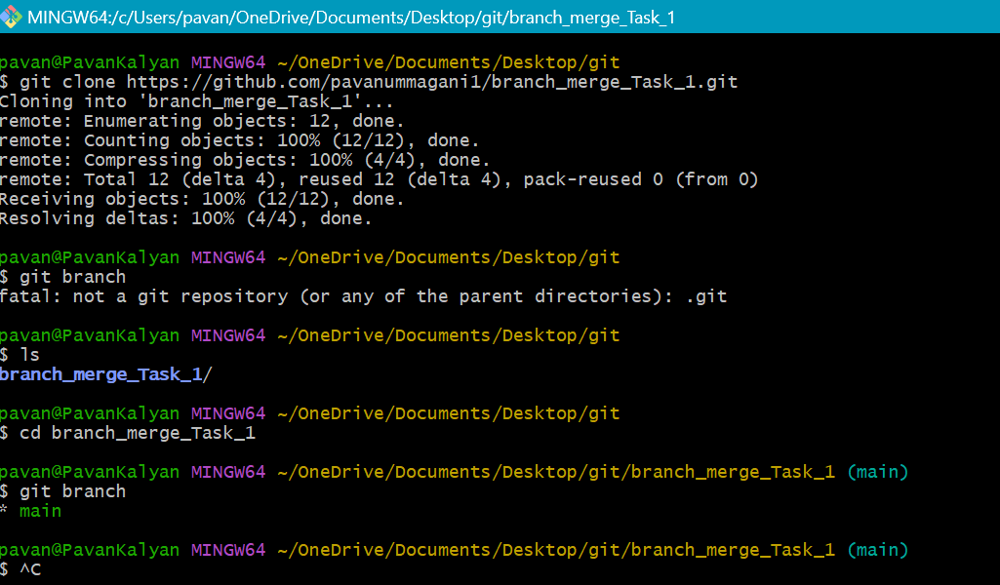 MINGW64:/c/Users/pavan/OneDrive/Documents/Desktop/git/branch_merge_Task_1
pavan@PavanKalyan MINGW64 ~/OneDrive/Documents/Desktop/git
$ git clone https://github.com/pavanummagani1/branch_merge_Task_1.git
Cloning into 'branch_merge_Task_1'...
remote: Enumerating objects: 12, done.
remote: Counting objects: 100% (12/12), done.
remote: Compressing objects: 100% (4/4), done.
remote: Total 12 (delta 4), reused 12 (delta 4), pack-reused 0 (from 0)
Receiving objects: 100% (12/12), done.
Resolving deltas: 100% (4/4), done.
pavan@PavanKalyan MINGW64 ~/OneDrive/Documents/Desktop/git
$ git branch
fatal: not a git repository (or any of the parent directories): .git
pavan@PavanKalyan MINGW64 ~/OneDrive/Documents/Desktop/git
$ ls
branch_merge_Task_1/
pavan@PavanKalyan MINGW64 ~/OneDrive/Documents/Desktop/git
$ cd branch_merge_Task_1
pavan@PavanKalyan MINGW64 ~/OneDrive/Documents/Desktop/git/branch_merge_Task_1 (main)
$ git branch
* main
pavan@PavanKalyan MINGW64 ~/OneDrive/Documents/Desktop/git/branch_merge_Task_1 (main)
$ ^C